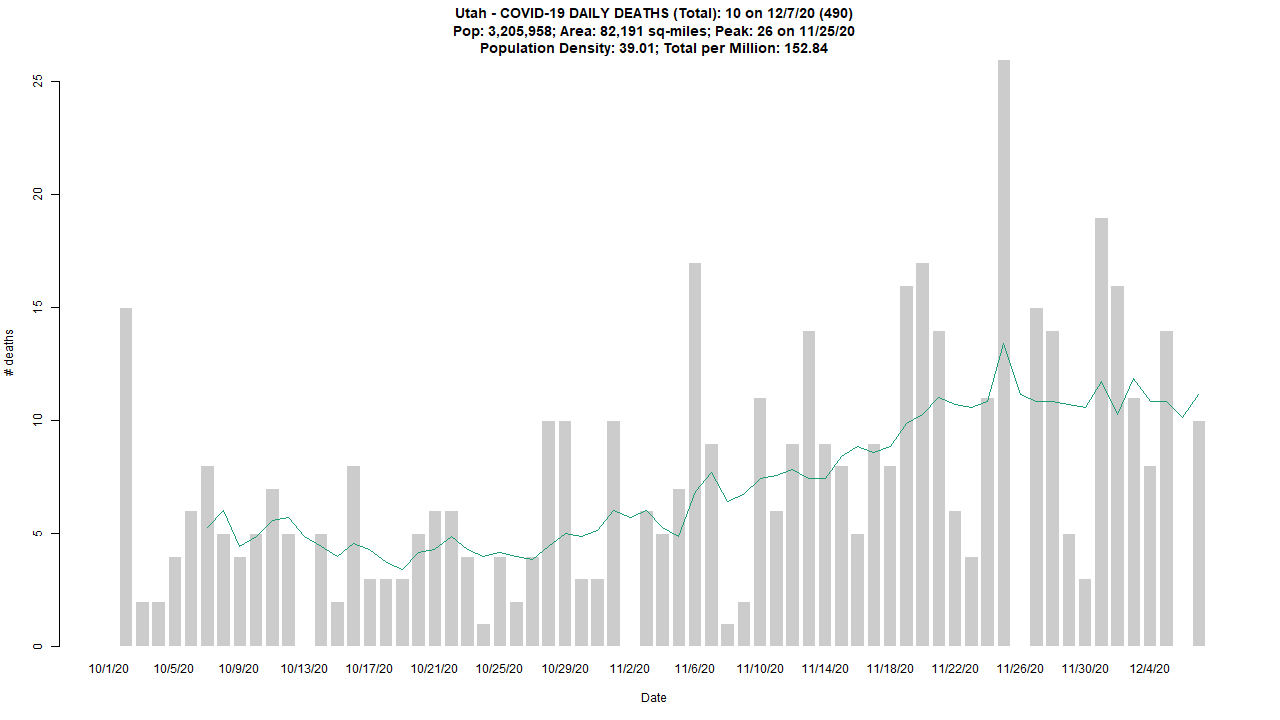 Utah - COVID-19 DAILY DEATHS (Total): 10 on 12/7/20 (490)
Pop: 3,205,958; Area: 82,191 sq-miles; Peak: 26 on 11/25/20
Population Density: 39.01; Total per Million: 152.84
25
20
15
10
5
0
# deaths
10/1/20 10/5/20 10/9/20 10/13/20 10/17/20 10/21/20 10/25/20 10/29/20 11/2/20 11/6/20 11/10/20 11/14/20 11/18/20 11/22/20 11/26/20 11/30/20 12/4/20
Date